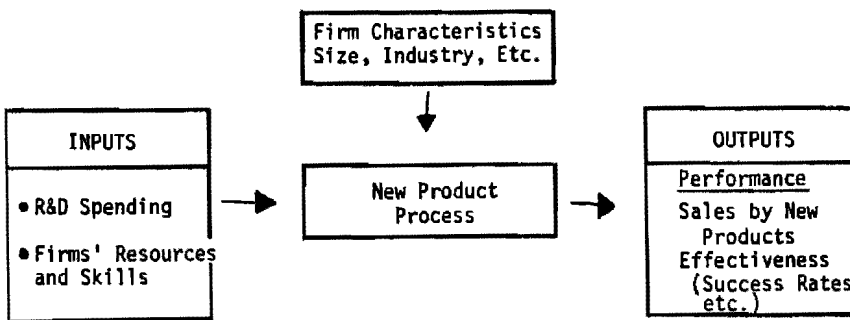 Firm Characteristics
Size, Industry, Etc.
INPUTS
• R&D Spending
• Firms' Resources
and Skills
New Product
Process
OUTPUTS
Performance
Sales by New
Products
Effectiveness
(Success Rates
etc.)